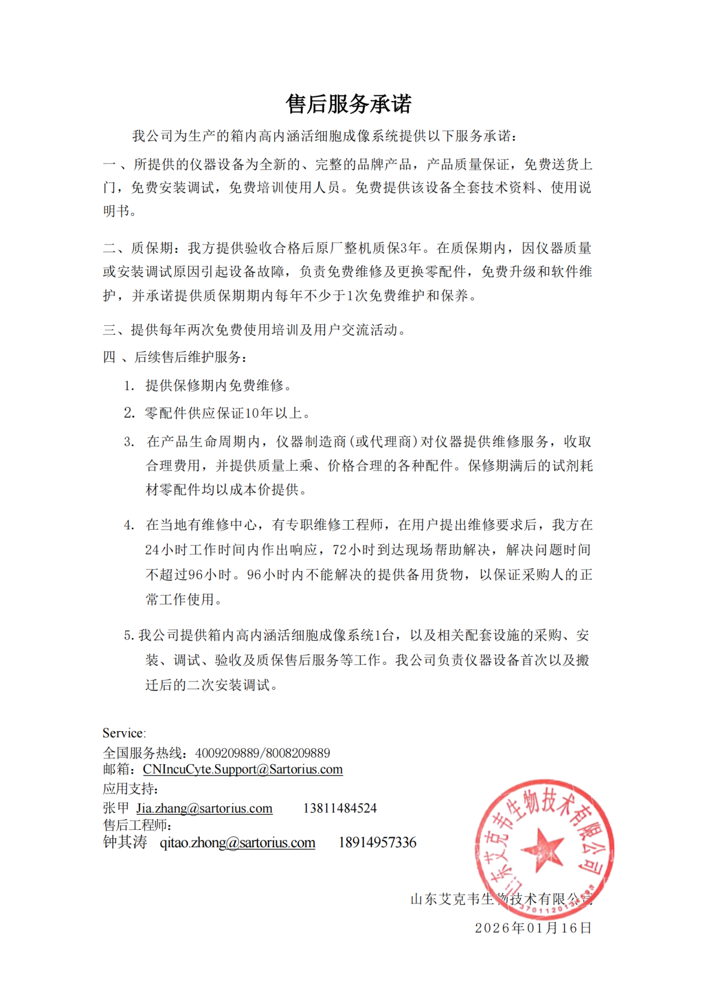 售后服务承诺
我公司为生产的箱内高内涵活细胞成像系统提供以下服务承诺：
一 、所提供的仪器设备为全新的、完整的品牌产品，产品质量保证，免费送货上
门，免费安装调试，免费培训使用人员。免费提供该设备全套技术资料、使用说
明书。
二、质保期：我方提供验收合格后原厂整机质保3年。在质保期内，因仪器质量
或安装调试原因引起设备故障，负责免费维修及更换零配件，免费升级和软件维
护，并承诺提供质保期期内每年不少于1次免费维护和保养。
三、提供每年两次免费使用培训及用户交流活动。
四 、后续售后维护服务：
1. 提供保修期内免费维修。
2. 零配件供应保证10年以上。
3. 在产品生命周期内，仪器制造商(或代理商)对仪器提供维修服务，收取
合理费用，并提供质量上乘、价格合理的各种配件。保修期满后的试剂耗
材零配件均以成本价提供。
4. 在当地有维修中心，有专职维修工程师，在用户提出维修要求后，我方在
24小时工作时间内作出响应，72小时到达现场帮助解决，解决问题时间
不超过96小时。96小时内不能解决的提供备用货物，以保证采购人的正
常工作使用。
5.我公司提供箱内高内涵活细胞成像系统1台，以及相关配套设施的采购、安
装、调试、验收及质保售后服务等工作。我公司负责仪器设备首次以及搬
迁后的二次安装调试。
Service:
全国服务热线：4009209889/8008209889
邮箱：CNIncuCyte.Support@Sartorius.com
应用支持：
张甲 Jia.zhang@sartorius.com 13811484524
售后工程师：
钟其涛 qitao.zhong@sartorius.com 18914957336
山东艾克韦生物技术有限公司
山东艾克韦生物技术有限公司
2026年01月16日